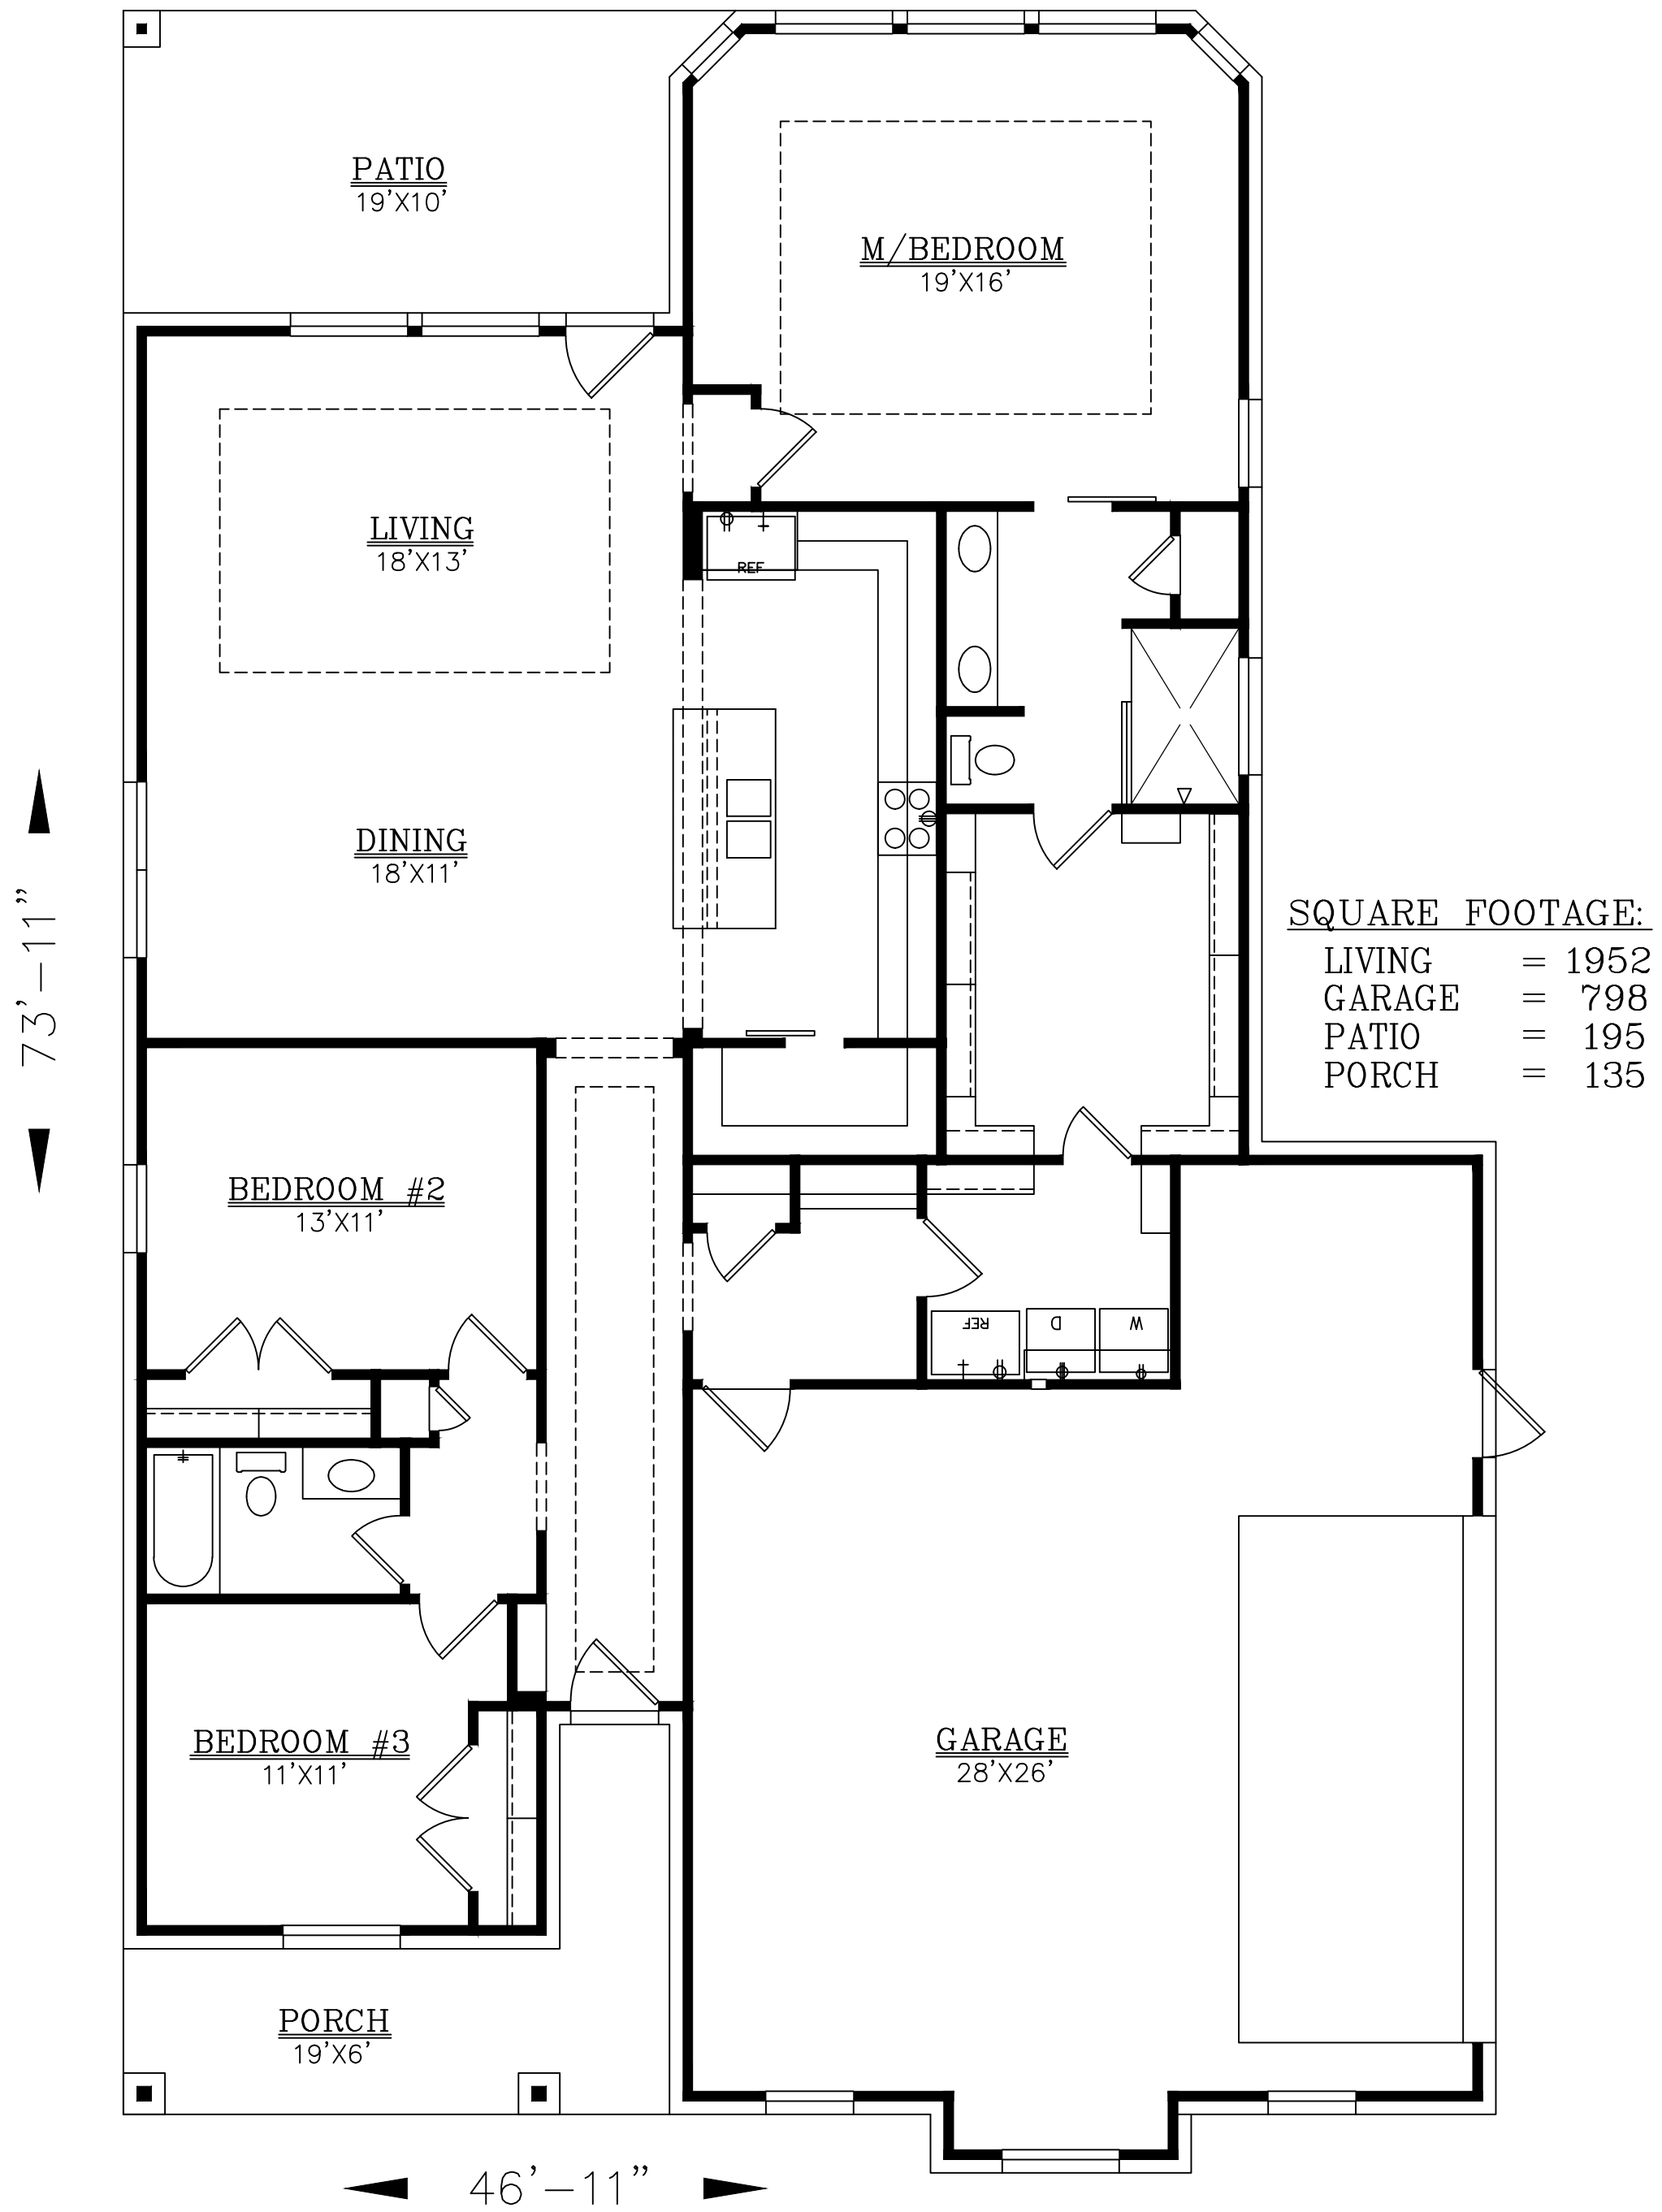 PATIO
19'X10'
M/BEDROOM
19'X16'
LIVING
18'X13'
REF
DINING
18'X11'
73'-11"
SQUARE FOOTAGE:
LIVING = 1952
GARAGE = 798
PATIO = 195
PORCH = 135
BEDROOM #2
13'X11'
REF D W
BEDROOM #3
11'X11'
GARAGE
28'X26'
PORCH
19'X6'
46'-11"